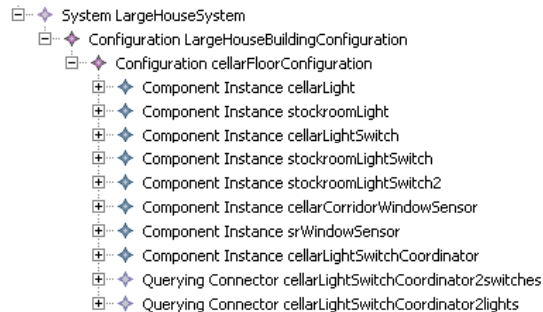 System LargeHouseSystem
Configuration LargeHouseBuildingConfiguration
Configuration cellarFloorConfiguration
Component Instance cellarLight
Component Instance stockroomLight
Component Instance cellarLightSwitch
Component Instance stockroomLightSwitch
Component Instance stockroomLightSwitch2
Component Instance cellarCorridorWindowSensor
Component Instance srWindowSensor
Component Instance cellarLightSwitchCoordinator
Querying Connector cellarLightSwitchCoordinator2switches
Querying Connector cellarLightSwitchCoordinator2lights